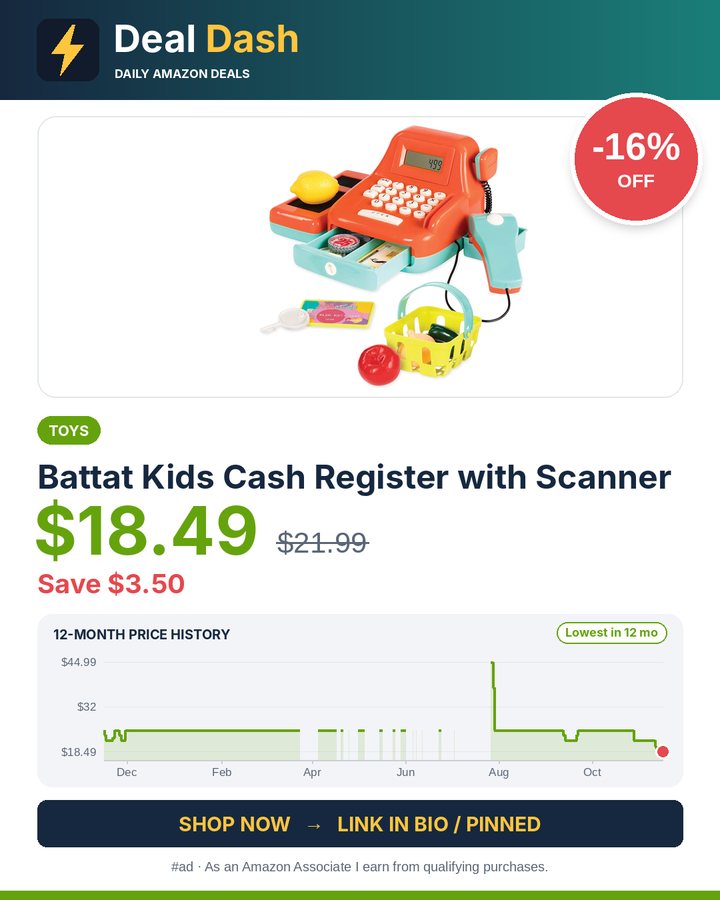 Deal Dash
DAILY AMAZON DEALS
-16%
OFF
499
TOYS
Battat Kids Cash Register with Scanner
$18.49 $21.99
Save $3.50
12-MONTH PRICE HISTORY
Lowest in 12 mo
$44.99
$32
$18.49
Dec Feb Apr Jun Aug Oct
SHOP NOW → LINK IN BIO / PINNED
#ad · As an Amazon Associate I earn from qualifying purchases.